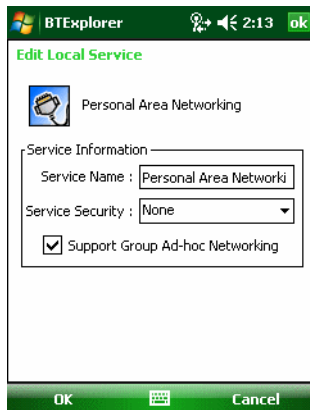 BTExplorer 2:13 ok
Edit Local Service
Personal Area Networking
Service Information
Service Name : Personal Area Networki
Service Security : None
Support Group Ad-hoc Networking
OK Cancel